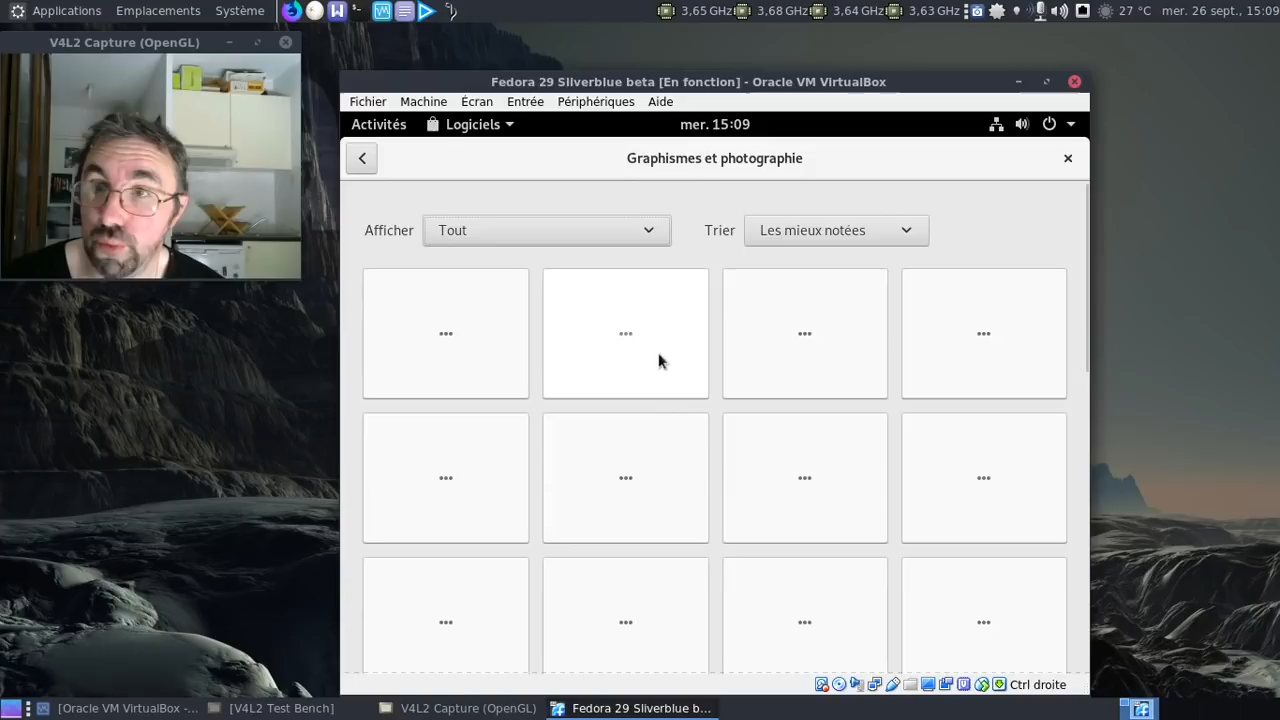 Applications Emplacements Système
3,65 GHz 3,68 GHz 3,64 GHz 3,63 GHz 27 °C mer. 26 sept., 15:09
V4L2 Capture (OpenGL)
Fedora 29 Silverblue beta [En fonction] - Oracle VM VirtualBox
Fichier Machine Écran Entrée Périphériques Aide
Activités Logiciels mer. 15:09
Graphismes et photographie
Afficher Tout Trier Les mieux notées
Ctrl droite
[Oracle VM VirtualBox -... [V4L2 Test Bench] V4L2 Capture (OpenGL) Fedora 29 Silverblue b...